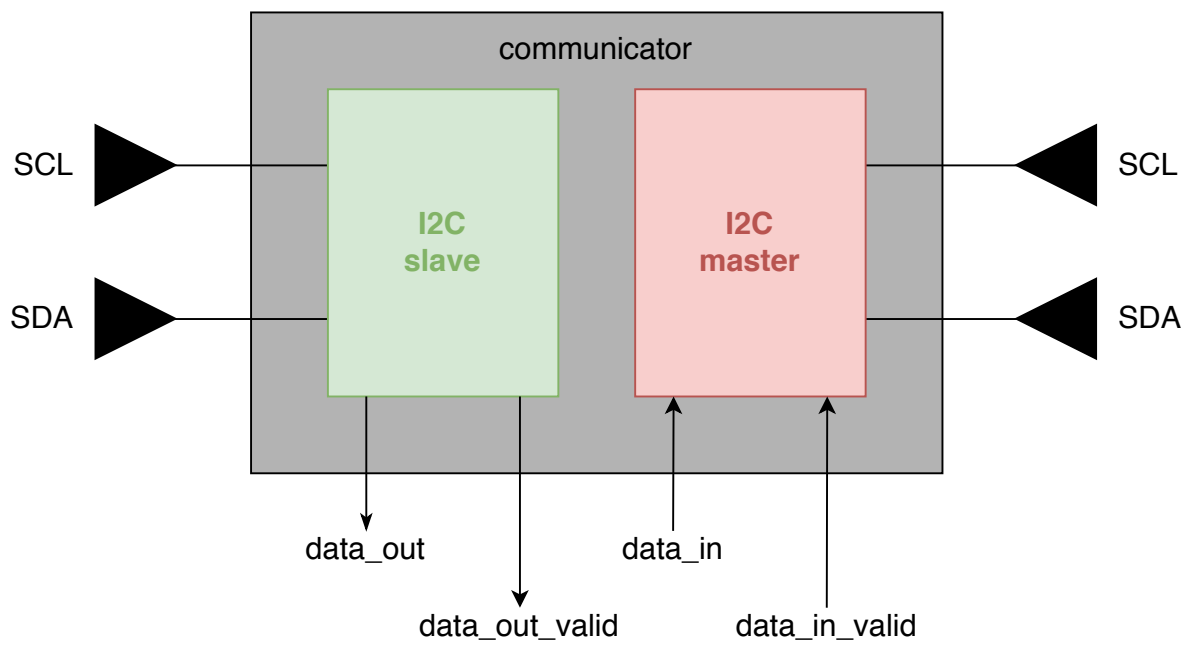 communicator
SCL
I2C
slave
I2C
master
SCL
SDA
SDA
data_out
data_in
data_out_valid
data_in_valid